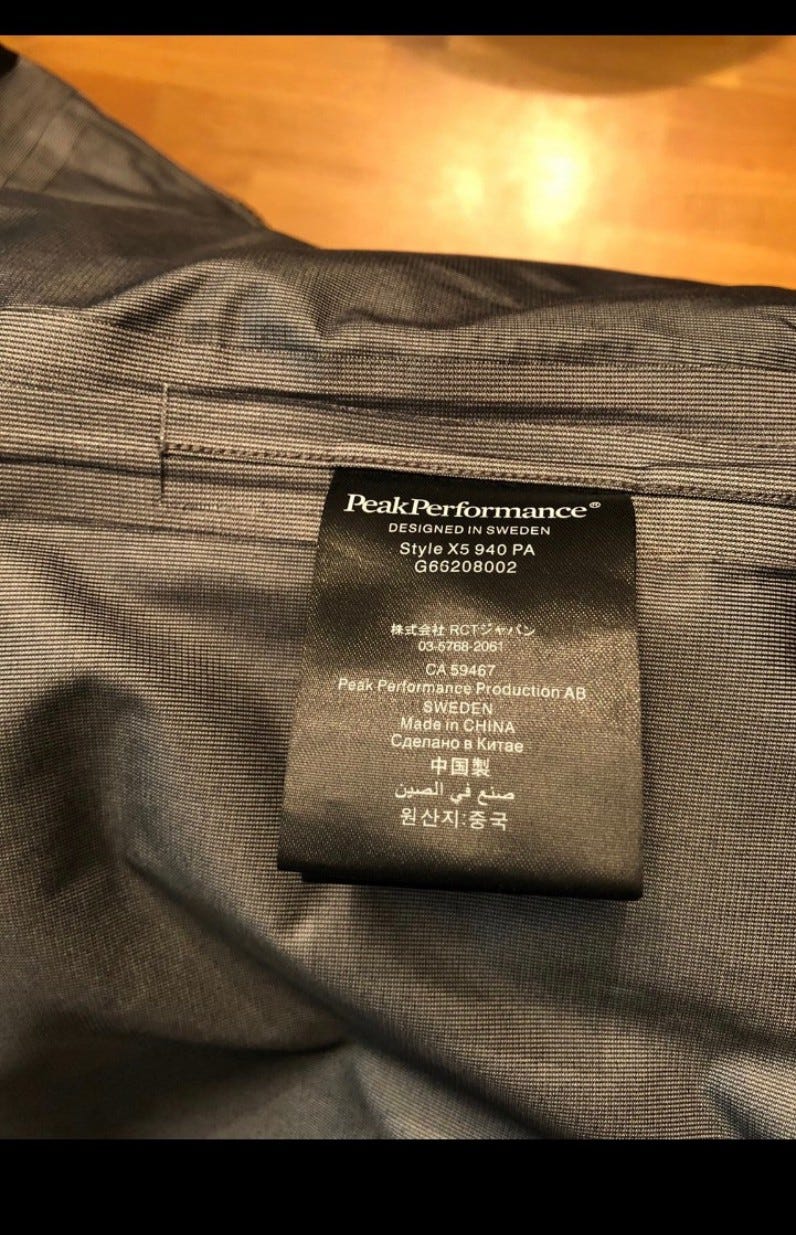 PeakPerformance®
DESIGNED IN SWEDEN
Style X5 940 PA
G66208002
株式会社 RCTジャパン
03-5768-2061
CA 59467
Peak Performance Production AB
SWEDEN
Made in CHINA
Сделано в Китае
中国製
صنع في الصين
원산지:중국